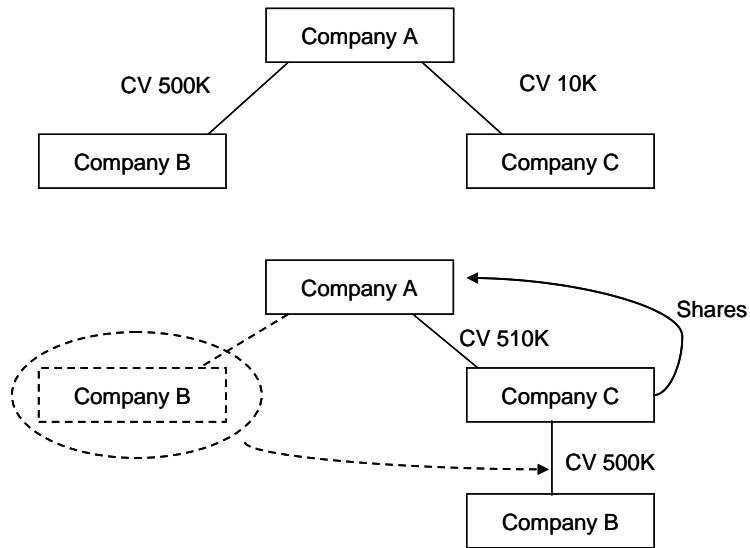 Company A
CV 500K
CV 10K
Company B
Company C
Company A
Shares
CV 510K
Company B
Company C
CV 500K
Company B